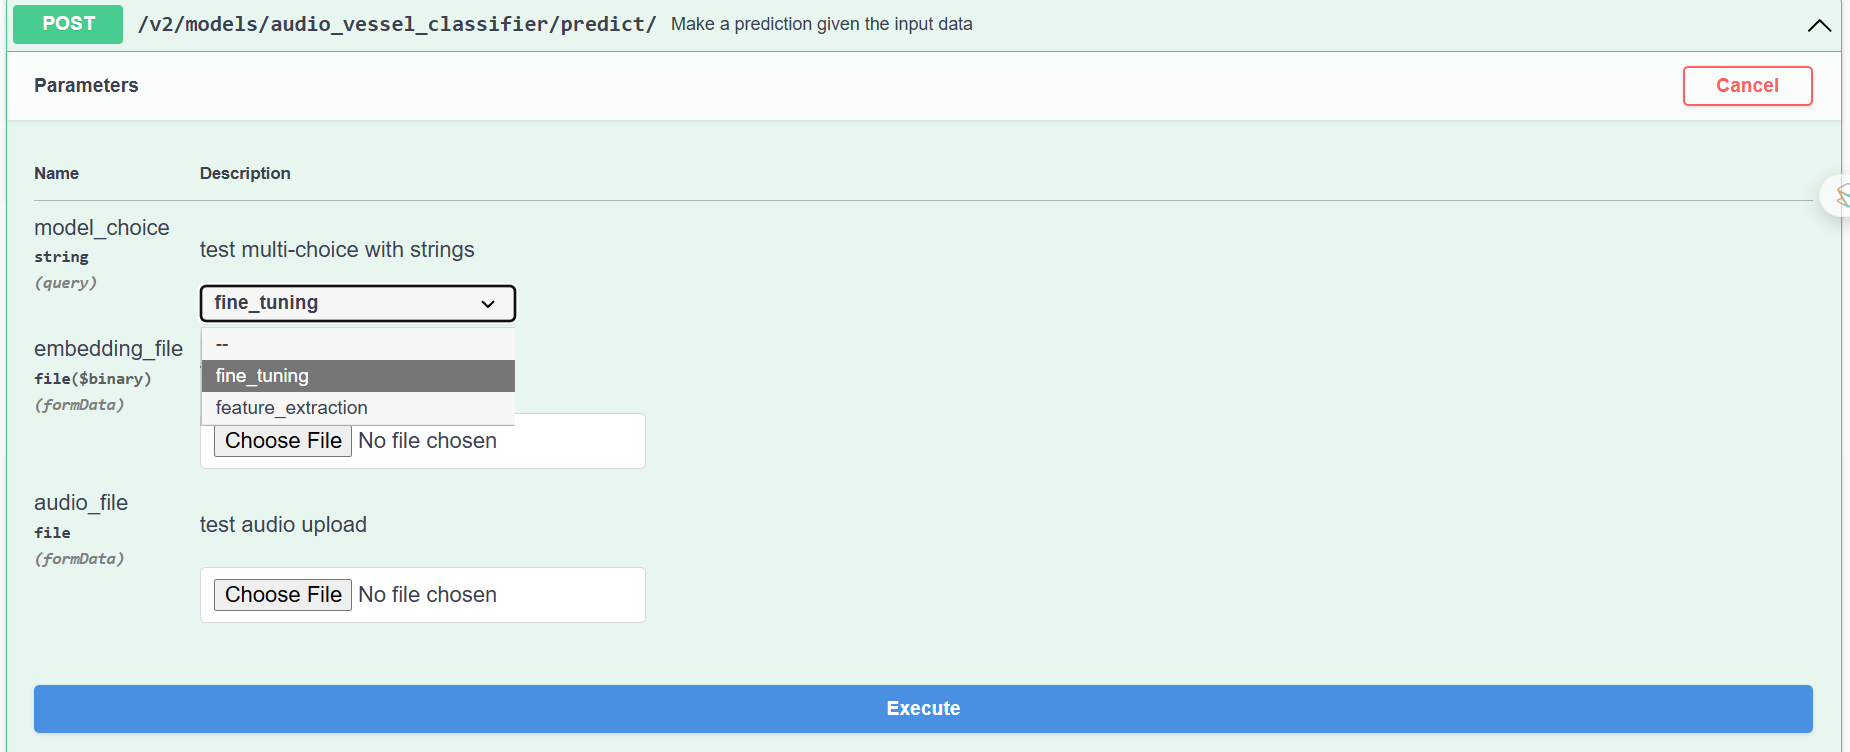 POST /v2/models/audio_vessel_classifier/predict/ Make a prediction given the input data
Parameters
Cancel
Name Description
model_choice
string
(query)
test multi-choice with strings
fine_tuning
--
fine_tuning
feature_extraction
embedding_file
file($binary)
(formData)
Choose File No file chosen
audio_file
file
(formData)
test audio upload
Choose File No file chosen
Execute